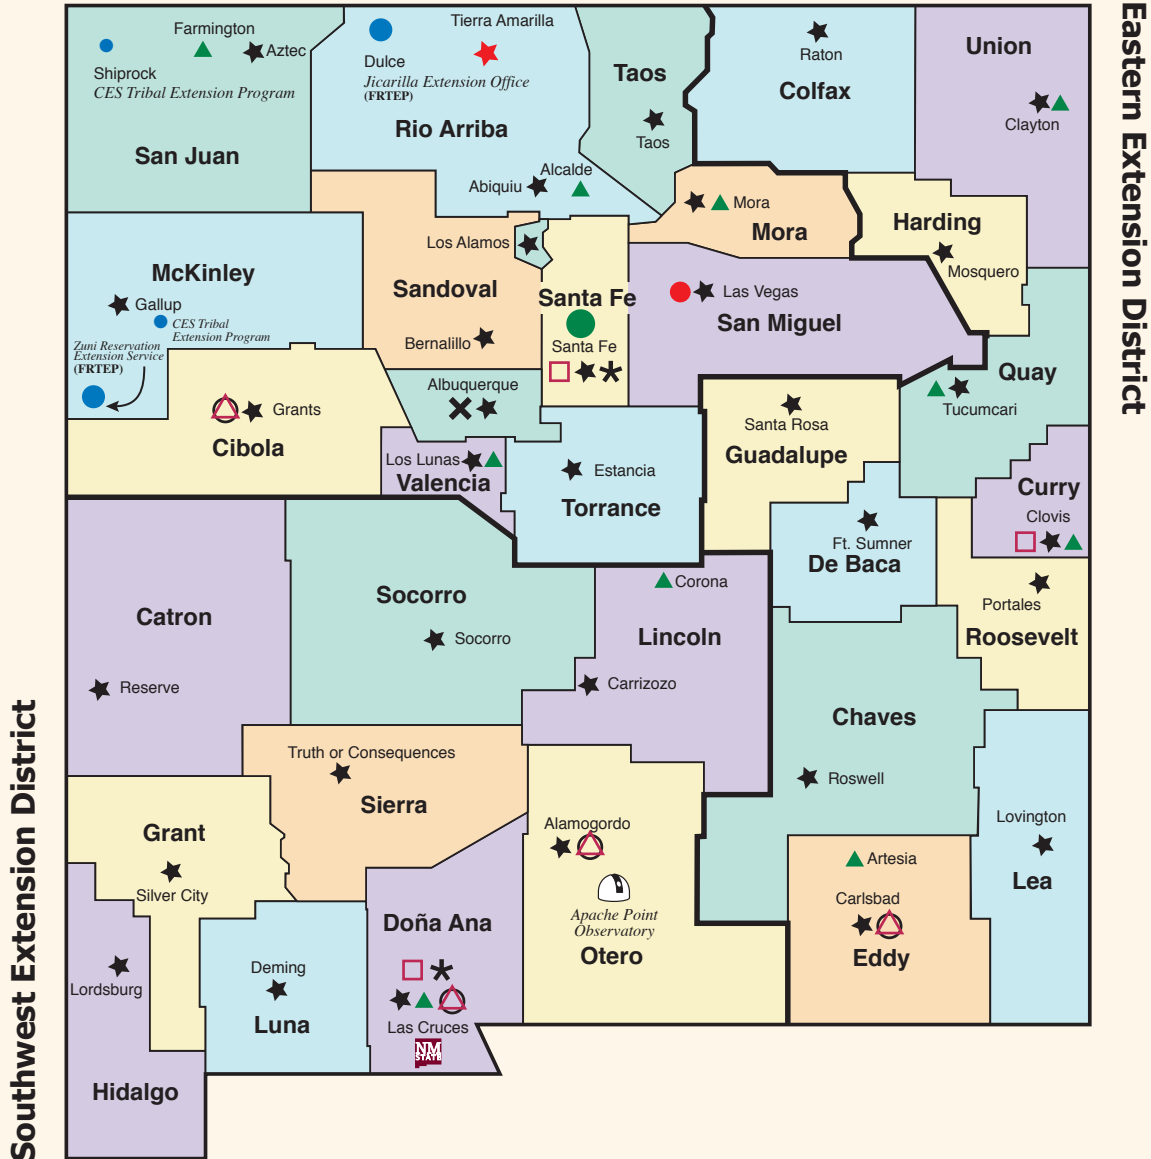 Farmington
Aztec
Shiprock
CES Tribal Extension Program
San Juan
Tierra Amarilla
Dulce
Jicarilla Extension Office
(FRTEP)
Rio Arriba
Alcalde
Abiquiu
Taos
Taos
Raton
Colfax
Union
Clayton
Eastern Extension District
Mora
Mora
Harding
Mosquero
McKinley
Gallup
CES Tribal
Extension Program
Zuni Reservation
Extension Service
(FRTEP)
Los Alamos
Sandoval
Bernalillo
Santa Fe
Santa Fe
Las Vegas
San Miguel
Quay
Tucumcari
Grants
Cibola
Albuquerque
Los Lunas
Valencia
Estancia
Torrance
Santa Rosa
Guadalupe
Ft. Sumner
De Baca
Curry
Clovis
Portales
Roosevelt
Catron
Reserve
Socorro
Socorro
Corona
Lincoln
Carrizozo
Chaves
Roswell
Southwest Extension District
Truth or Consequences
Sierra
Grant
Silver City
Alamogordo
Apache Point
Observatory
Otero
Artesia
Carlsbad
Eddy
Lovington
Lea
Lordsburg
Hidalgo
Deming
Luna
Doña Ana
Las Cruces
NM
STATE